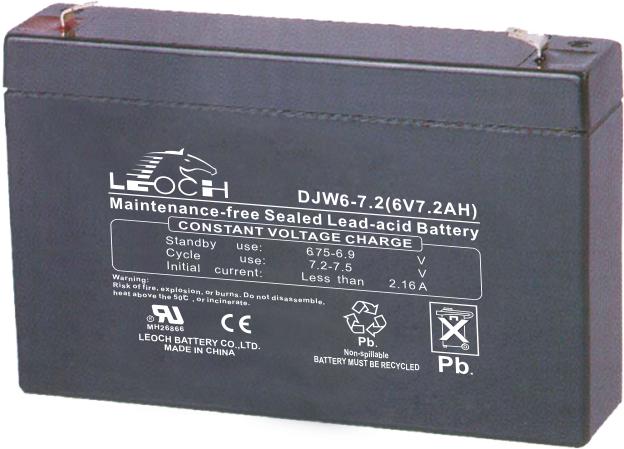 LEOCH
DJW6-7.2(6V7.2AH)
Maintenance-free Sealed Lead-acid Battery
CONSTANT VOLTAGE CHARGE
Standby use: 675-6.9 V
Cycle use: 7.2-7.5 V
Initial current: Less than 2.16 A
Warning:
Risk of fire, explosion, or burns. Do not disassemble,
heat above the 50℃, or incinerate.
® RU
MH26866
CE
LEOCH BATTERY CO.,LTD.
MADE IN CHINA
Pb.
Non-spillable
BATTERY MUST BE RECYCLED
Pb.